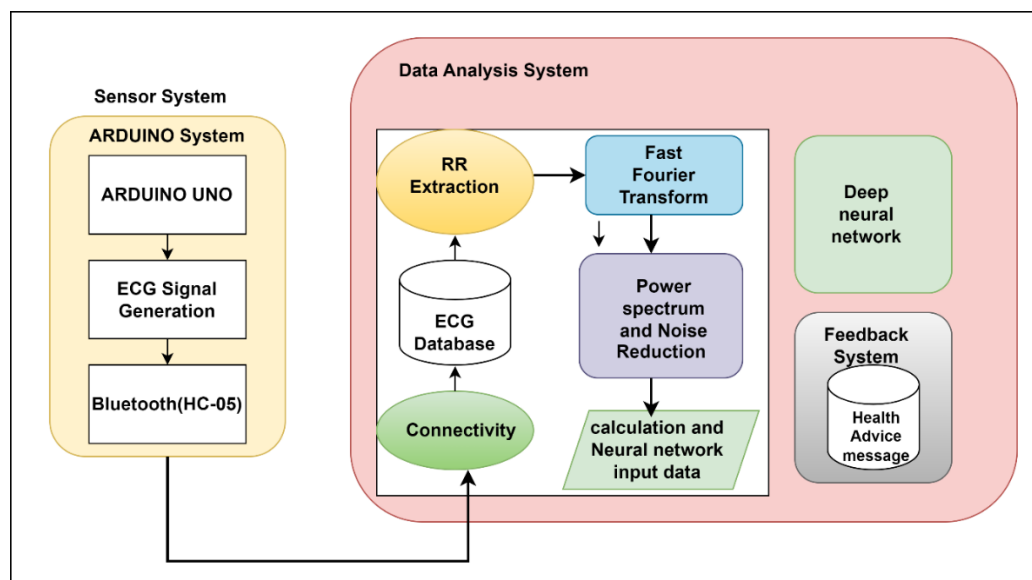 Sensor System
ARDUINO System
ARDUINO UNO
ECG Signal
Generation
Bluetooth(HC-05)
Data Analysis System
RR
Extraction
ECG
Database
Connectivity
Fast
Fourier
Transform
Power
spectrum
and Noise
Reduction
calculation and
Neural network
input data
Deep
neural
network
Feedback
System
Health
Advice
message